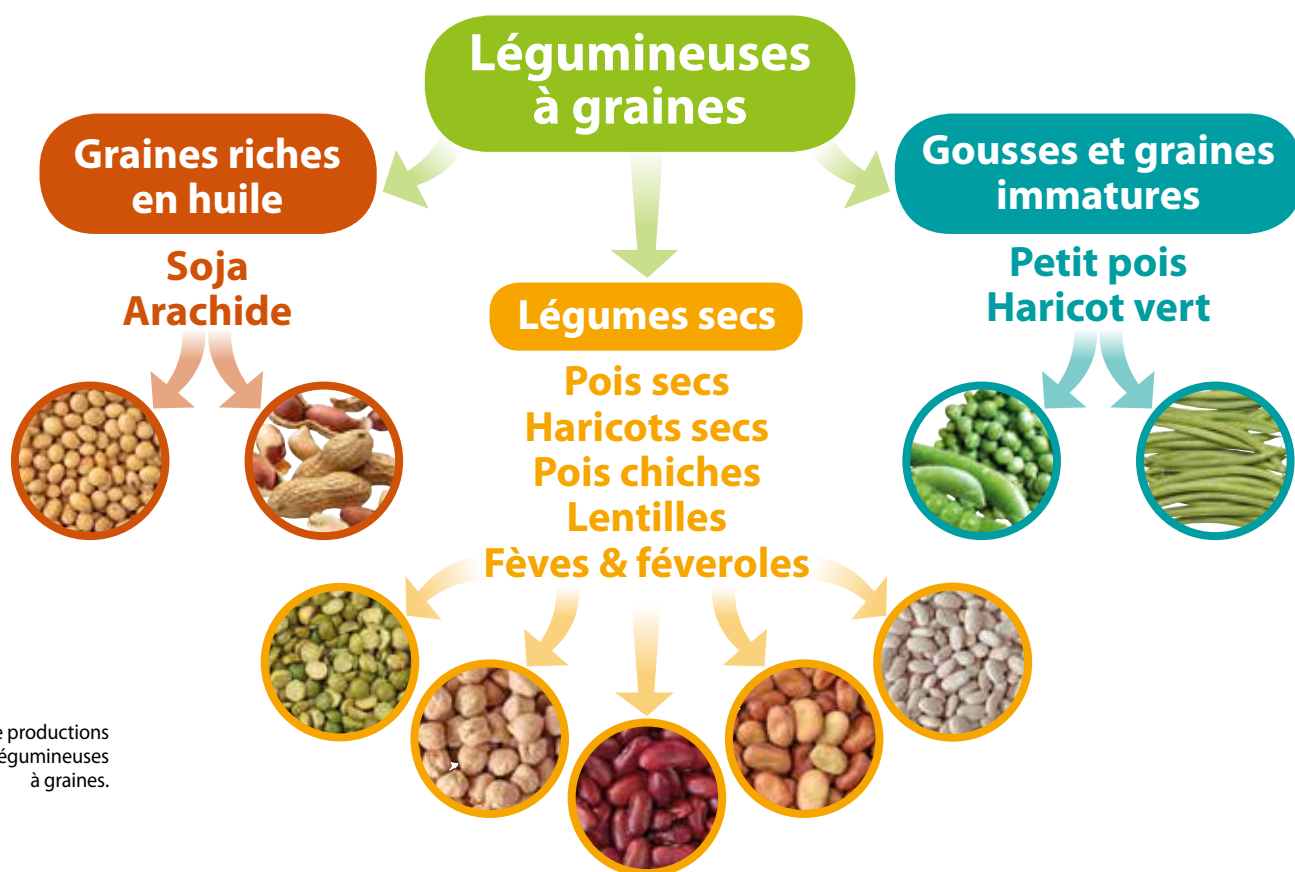 Légumineuses
à graines
Graines riches
en huile
Soja
Arachide
Légumes secs
Pois secs
Haricots secs
Pois chiches
Lentilles
Fèves & féveroles
Gousses et graines
immatures
Petit pois
Haricot vert
productions
à graines.